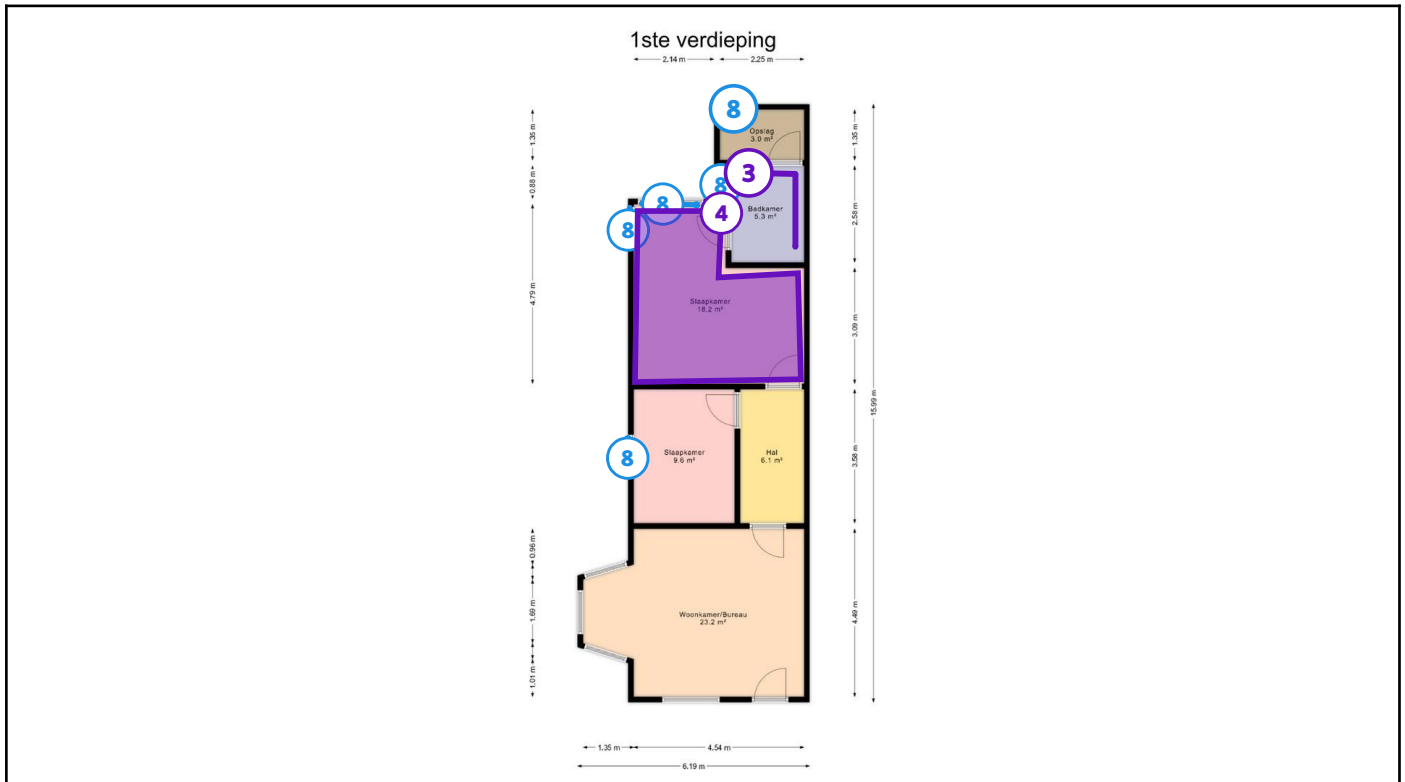 1ste verdieping
2.14 m
2.25 m
8
Opslag
3.0 m²
1.35 m
1.35 m
0.88 m
3
8
8
4
Badkamer
5.3 m²
2.58 m
8
4.79 m
Slaapkamer
18.2 m²
3.09 m
15.99 m
8
Slaapkamer
9.6 m²
Hal
6.1 m²
3.58 m
0.96 m
1.69 m
Woonkamer/Bureau
23.2 m²
4.49 m
1.01 m
1.35 m
4.54 m
6.19 m